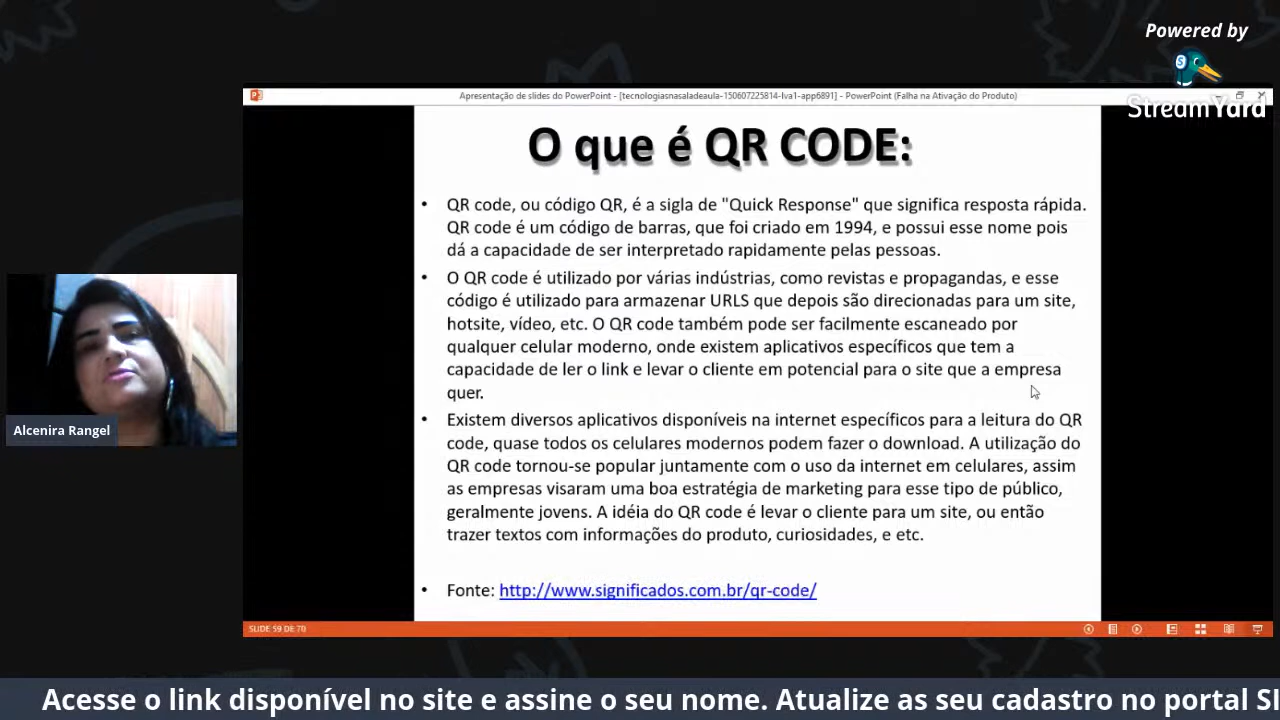 Powered by
StreamYard
Apresentação de slides do PowerPoint - [tecnologiasnasaladeaula-150607225814-lva1-app6891] - PowerPoint (Falha na Ativação do Produto)
O que é QR CODE:
• QR code, ou código QR, é a sigla de "Quick Response" que significa resposta rápida.
QR code é um código de barras, que foi criado em 1994, e possui esse nome pois
dá a capacidade de ser interpretado rapidamente pelas pessoas.
• O QR code é utilizado por várias indústrias, como revistas e propagandas, e esse
código é utilizado para armazenar URLS que depois são direcionadas para um site,
hotsite, vídeo, etc. O QR code também pode ser facilmente escaneado por
qualquer celular moderno, onde existem aplicativos específicos que tem a
capacidade de ler o link e levar o cliente em potencial para o site que a empresa
quer.
• Existem diversos aplicativos disponíveis na internet específicos para a leitura do QR
code, quase todos os celulares modernos podem fazer o download. A utilização do
QR code tornou-se popular juntamente com o uso da internet em celulares, assim
as empresas visaram uma boa estratégia de marketing para esse tipo de público,
geralmente jovens. A idéia do QR code é levar o cliente para um site, ou então
trazer textos com informações do produto, curiosidades, e etc.
• Fonte: http://www.significados.com.br/qr-code/
Alcenira Rangel
SLIDE 59 DE 70
Acesse o link disponível no site e assine o seu nome. Atualize as seu cadastro no portal SI